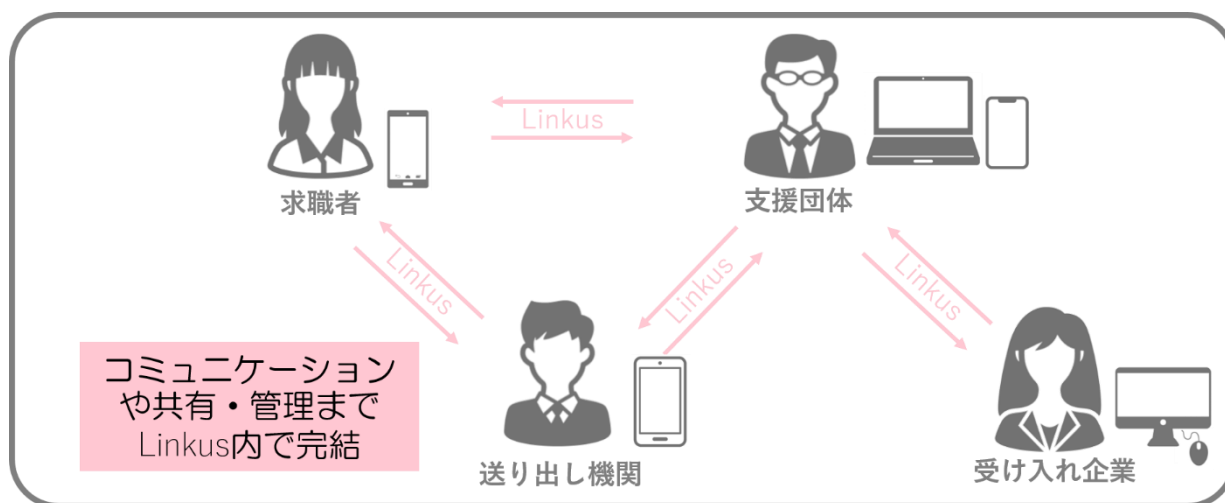 Linkus
求職者
支援団体
Linkus
Linkus
Linkus
コミュニケーション
や共有・管理まで
Linkus内で完結
送り出し機関
受け入れ企業